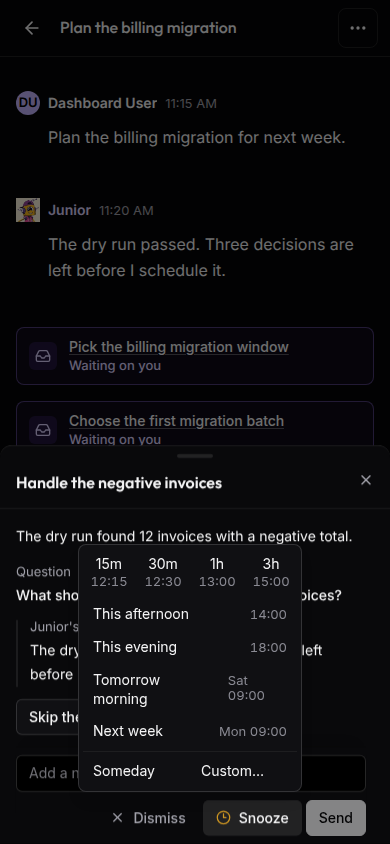 Plan the billing migration
DU Dashboard User 11:15 AM
Plan the billing migration for next week.
Junior 11:20 AM
The dry run passed. Three decisions are
left before I schedule it.
Pick the billing migration window
Waiting on you
Choose the first migration batch
Waiting on you
Handle the negative invoices
The dry run found 12 invoices with a negative total.
Question
What sho
oices?
Junior's
The dry
left
before
Skip the
Add a n
15m 30m 1h 3h
12:15 12:30 13:00 15:00
This afternoon 14:00
This evening 18:00
Tomorrow
morning
Sat
09:00
Next week Mon 09:00
Someday Custom...
Dismiss Snooze Send